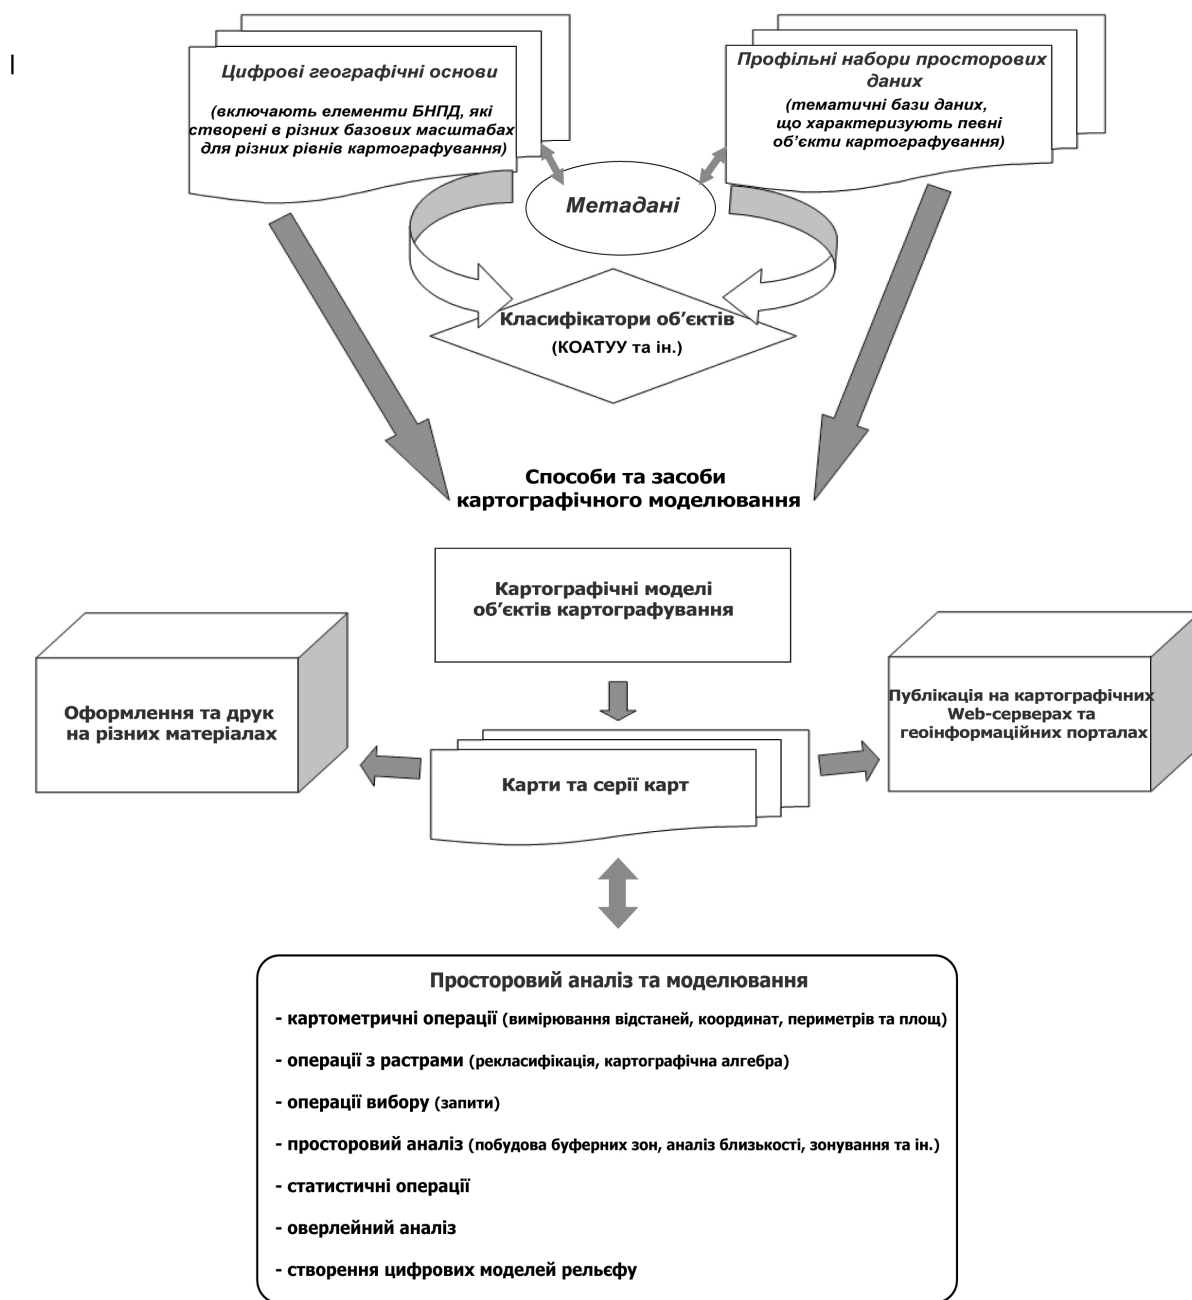 Цифрові географічні основи
(включають елементи БНПД, які
створені в різних базових масштабах
для різних рівнів картографування)
Профільні набори просторових
даних
(тематичні бази даних,
що характеризують певні
об’єкти картографування)
Метадані
Класифікатори об’єктів
(КОАТУУ та ін.)
Способи та засоби
картографічного моделювання
Картографічні моделі
об’єктів картографування
Оформлення та друк
на різних матеріалах
Публікація на картографічних
Web-серверах та
геоінформаційних порталах
Карти та серії карт
Просторовий аналіз та моделювання
- картометричні операції (вимірювання відстаней, координат, периметрів та площ)
- операції з растрами (рекласифікація, картографічна алгебра)
- операції вибору (запити)
- просторовий аналіз (побудова буферних зон, аналіз близькості, зонування та ін.)
- статистичні операції
- оверлейний аналіз
- створення цифрових моделей рельєфу